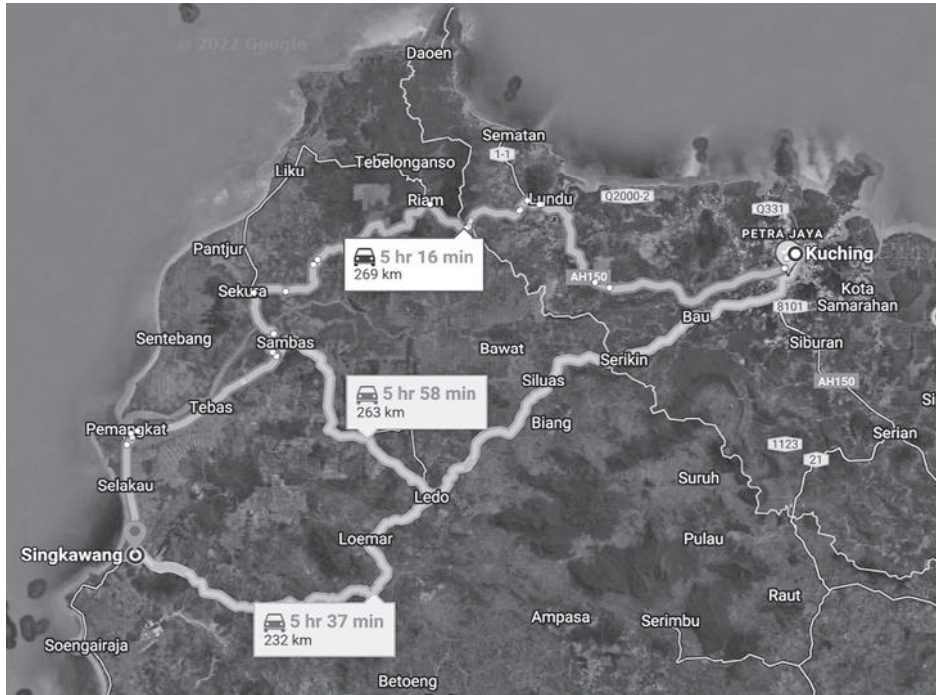 © 2022 Google
Daoen
Sematan
1-1
Tebelonganso
Liku
Riam
Lundu
Q2000-2
Q331
PETRA JAYA
Kuching
Pantjur
5 hr 16 min
269 km
AH150
Kota
Samarahan
Sekura
8101
Bau
Sentebang
Sambas
Bawat
Serikin
Siburan
Siluas
AH150
5 hr 58 min
263 km
Tebas
Biang
Si
Pemangkat
Serian
1123
21
Selakau
Ledo
Suruh
Loemar
Pulau
Singkawang
Raut
5 hr 37 min
232 km
Ampasa
Serimbu
Soengairaja
Betoeng